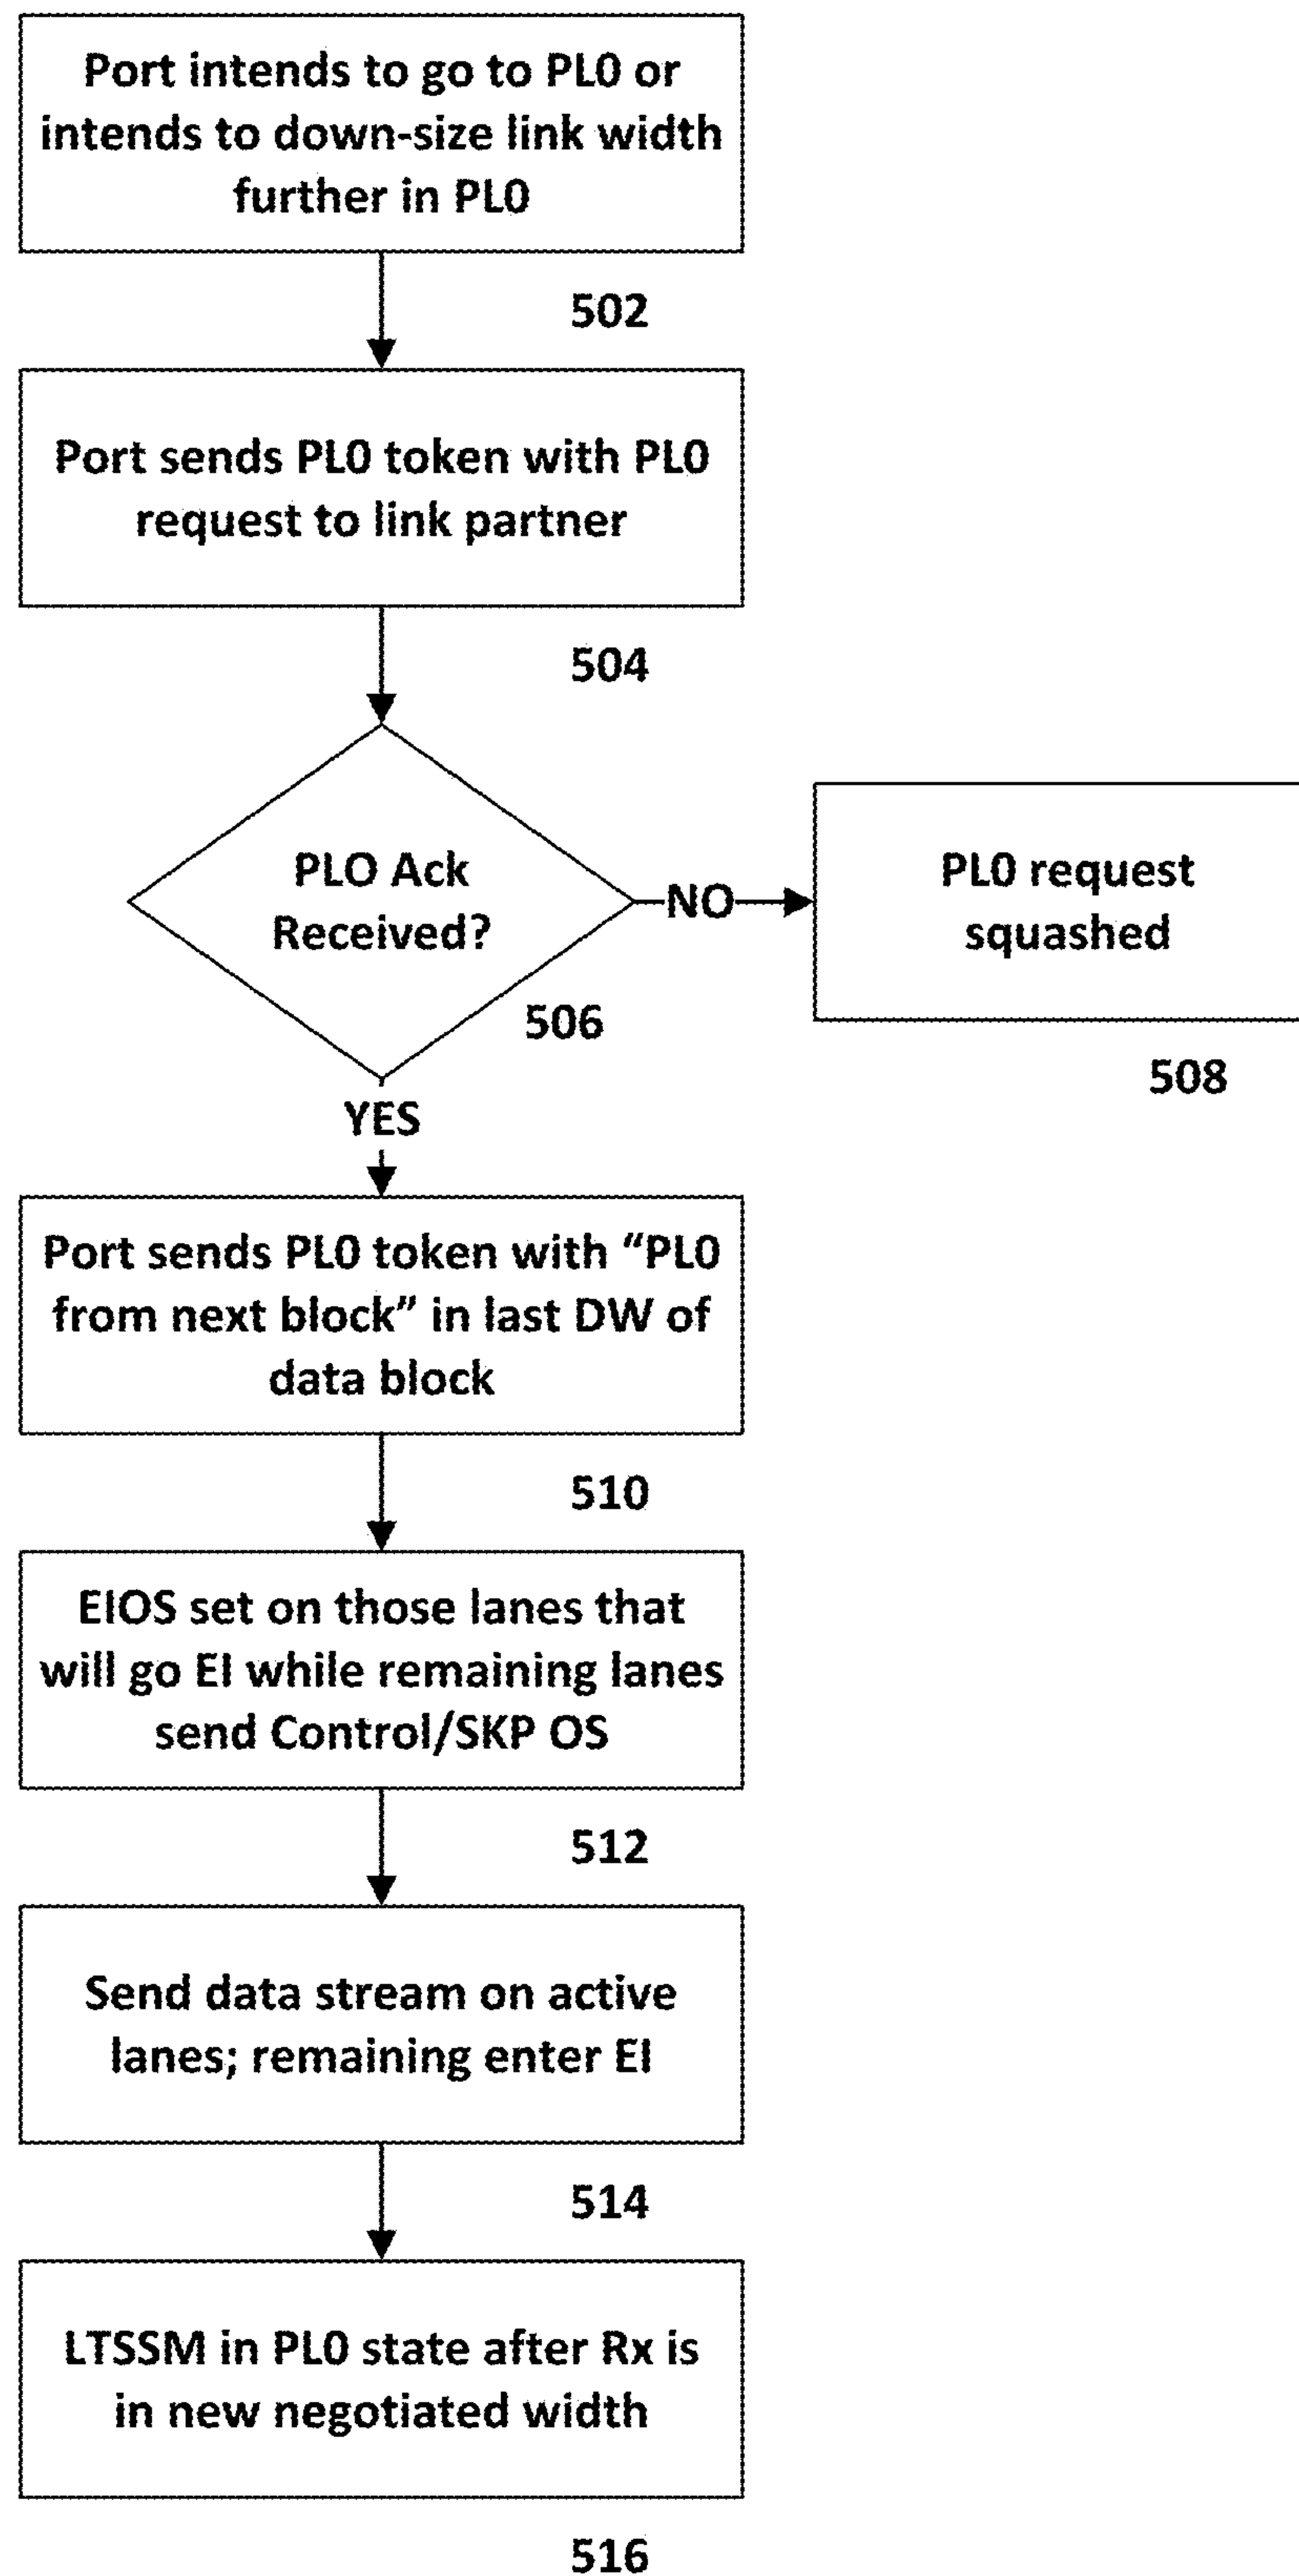 Port intends to go to PL0 or
intends to down-size link width
further in PL0
502
Port sends PL0 token with PL0
request to link partner
504
PLO Ack
Received?
506
NO
PL0 request
squashed
508
YES
Port sends PL0 token with “PL0
from next block” in last DW of
data block
510
EIOS set on those lanes that
will go EI while remaining lanes
send Control/SKP OS
512
Send data stream on active
lanes; remaining enter EI
514
LTSSM in PL0 state after Rx is
in new negotiated width
516